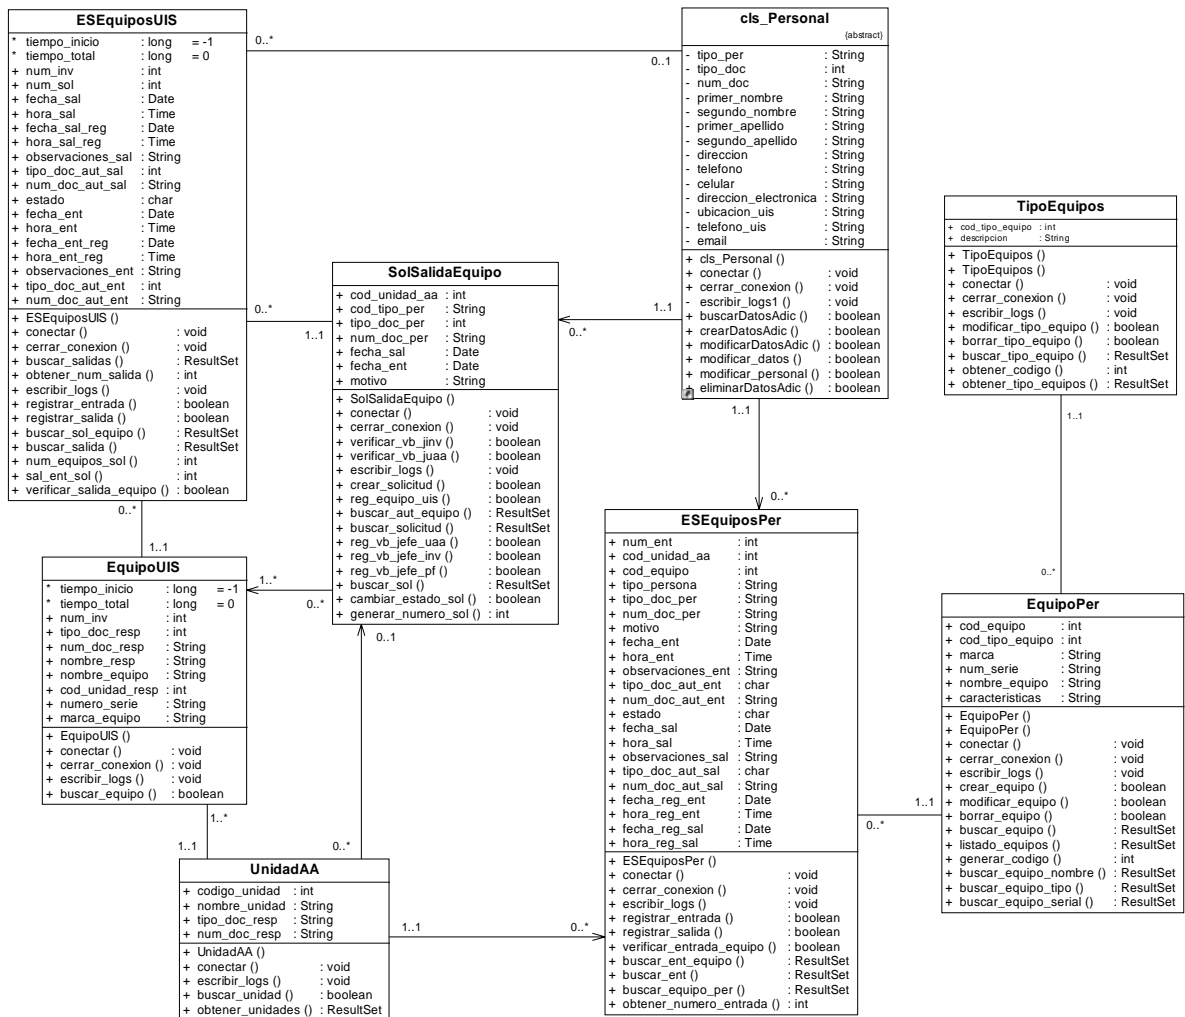 ESEquiposUIS
* tiempo_inicio : long = -1
* tiempo_total : long = 0
+ num_inv : int
+ num_sol : int
+ fecha_sal : Date
+ hora_sal : Time
+ fecha_sal_reg : Date
+ hora_sal_reg : Time
+ observaciones_sal : String
+ tipo_doc_aut_sal : int
+ num_doc_aut_sal : String
+ estado : char
+ fecha_ent : Date
+ hora_ent : Time
+ fecha_ent_reg : Date
+ hora_ent_reg : Time
+ observaciones_ent : String
+ tipo_doc_aut_ent : int
+ num_doc_aut_ent : String
+ ESEquiposUIS ()
+ conectar () : void
+ cerrar_conexion () : void
+ buscar_salidas () : ResultSet
+ obtener_num_salida () : int
+ escribir_logs () : void
+ registrar_entrada () : boolean
+ registrar_salida () : boolean
+ buscar_sol_equipo () : ResultSet
+ buscar_salida () : ResultSet
+ num_equipos_sol () : int
+ sal_ent_sol () : int
+ verificar_salida_equipo () : boolean
0..*
0..1
cls_Personal
{abstract}
- tipo_per : String
- tipo_doc : int
- num_doc : String
- primer_nombre : String
- segundo_nombre : String
- primer_apellido : String
- segundo_apellido : String
- direccion : String
- telefono : String
- celular : String
- direccion_electronica : String
- ubicacion_uis : String
- telefono_uis : String
- email : String
+ cls_Personal ()
+ conectar () : void
+ cerrar_conexion () : void
- escribir_logs1 () : void
+ buscarDatosAdic () : boolean
+ crearDatosAdic () : boolean
+ modificarDatosAdic () : boolean
+ modificar_datos () : boolean
+ modificar_personal () : boolean
# eliminarDatosAdic () : boolean
TipoEquipos
+ cod_tipo_equipo : int
+ descripcion : String
+ TipoEquipos ()
+ TipoEquipos ()
+ conectar () : void
+ cerrar_conexion () : void
+ escribir_logs () : void
+ modificar_tipo_equipo () : boolean
+ borrar_tipo_equipo () : boolean
+ buscar_tipo_equipo () : ResultSet
+ obtener_codigo () : int
+ obtener_tipo_equipos () : ResultSet
0..*
1..1
SolSalidaEquipo
+ cod_unidad_aa : int
+ cod_tipo_per : String
+ tipo_doc_per : int
+ num_doc_per : String
+ fecha_sal : Date
+ fecha_ent : Date
+ motivo : String
+ SolSalidaEquipo ()
+ conectar () : void
+ cerrar_conexion () : void
+ verificar_vb_jinv () : boolean
+ verificar_vb_juaa () : boolean
+ escribir_logs () : void
+ crear_solicitud () : boolean
+ reg_equipo_uis () : boolean
+ buscar_aut_equipo () : ResultSet
+ buscar_solicitud () : ResultSet
+ reg_vb_jefe_uaa () : boolean
+ reg_vb_jefe_inv () : boolean
+ reg_vb_jefe_pf () : boolean
+ buscar_sol () : ResultSet
+ cambiar_estado_sol () : boolean
+ generar_numero_sol () : int
1..1
0..*
1..1
0..*
1..1
0..*
0..*
1..1
EquipoUIS
* tiempo_inicio : long = -1
* tiempo_total : long = 0
+ num_inv : int
+ tipo_doc_resp : int
+ num_doc_resp : String
+ nombre_resp : String
+ nombre_equipo : String
+ cod_unidad_resp : int
+ numero_serie : String
+ marca_equipo : String
+ EquipoUIS ()
+ conectar () : void
+ cerrar_conexion () : void
+ escribir_logs () : void
+ buscar_equipo () : boolean
1..*
0..*
0..1
ESEquiposPer
+ num_ent : int
+ cod_unidad_aa : int
+ cod_equipo : int
+ tipo_persona : String
+ tipo_doc_per : String
+ num_doc_per : String
+ motivo : String
+ fecha_ent : Date
+ hora_ent : Time
+ observaciones_ent : String
+ tipo_doc_aut_ent : char
+ num_doc_aut_ent : String
+ estado : char
+ fecha_sal : Date
+ hora_sal : Time
+ observaciones_sal : String
+ tipo_doc_aut_sal : char
+ num_doc_aut_sal : String
+ fecha_reg_ent : Date
+ hora_reg_ent : Time
+ fecha_reg_sal : Date
+ hora_reg_sal : Time
+ ESEquiposPer ()
+ conectar () : void
+ cerrar_conexion () : void
+ escribir_logs () : void
+ registrar_entrada () : boolean
+ registrar_salida () : boolean
+ verificar_entrada_equipo () : boolean
+ buscar_ent_equipo () : ResultSet
+ buscar_ent () : ResultSet
+ buscar_equipo_per () : ResultSet
+ obtener_numero_entrada () : int
EquipoPer
+ cod_equipo : int
+ cod_tipo_equipo : int
+ marca : String
+ num_serie : String
+ nombre_equipo : String
+ caracteristicas : String
+ EquipoPer ()
+ EquipoPer ()
+ conectar () : void
+ cerrar_conexion () : void
+ escribir_logs () : void
+ crear_equipo () : boolean
+ modificar_equipo () : boolean
+ borrar_equipo () : boolean
+ buscar_equipo () : ResultSet
+ listado_equipos () : ResultSet
+ generar_codigo () : int
+ buscar_equipo_nombre () : ResultSet
+ buscar_equipo_tipo () : ResultSet
+ buscar_equipo_serial () : ResultSet
1..1
0..*
1..*
1..1
0..*
UnidadAA
+ codigo_unidad : int
+ nombre_unidad : String
+ tipo_doc_resp : String
+ num_doc_resp : String
+ UnidadAA ()
+ conectar () : void
+ escribir_logs () : void
+ buscar_unidad () : boolean
+ obtener_unidades () : ResultSet
1..1
0..*